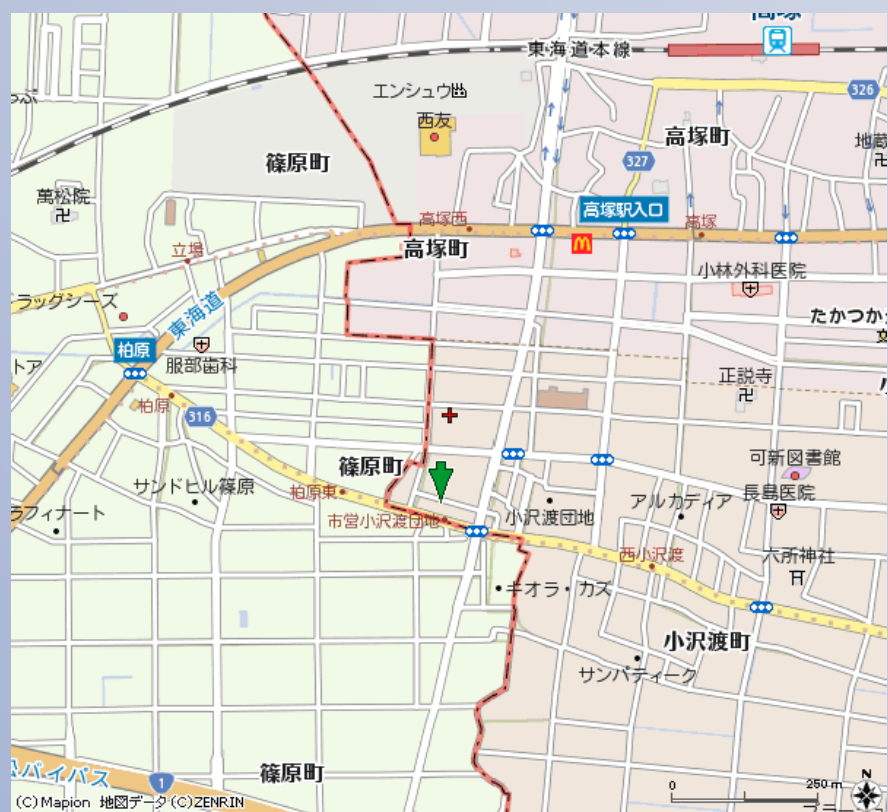 高塚
東海道本線
エンシュウ
西友
326
高塚町
327
地蔵
篠原町
萬松院
高塚駅入口
高塚西
高塚
立場
高塚町
小林外科医院
ラッグシーズ
東海道
たかつか
柏原
服部歯科
トア
正説寺
小
柏原
316
篠原町
可新図書館
サンドヒル篠原
柏原東
アルカディア
長島医院
ラフィナート
市営小沢渡団地
小沢渡団地
西小沢渡
六所神社
キオラ・カズ
小沢渡町
サンパティーク
篠原町
松バイパス
1
N
0
250 m
(C)Mapion 地図データ(C)ZENRIN